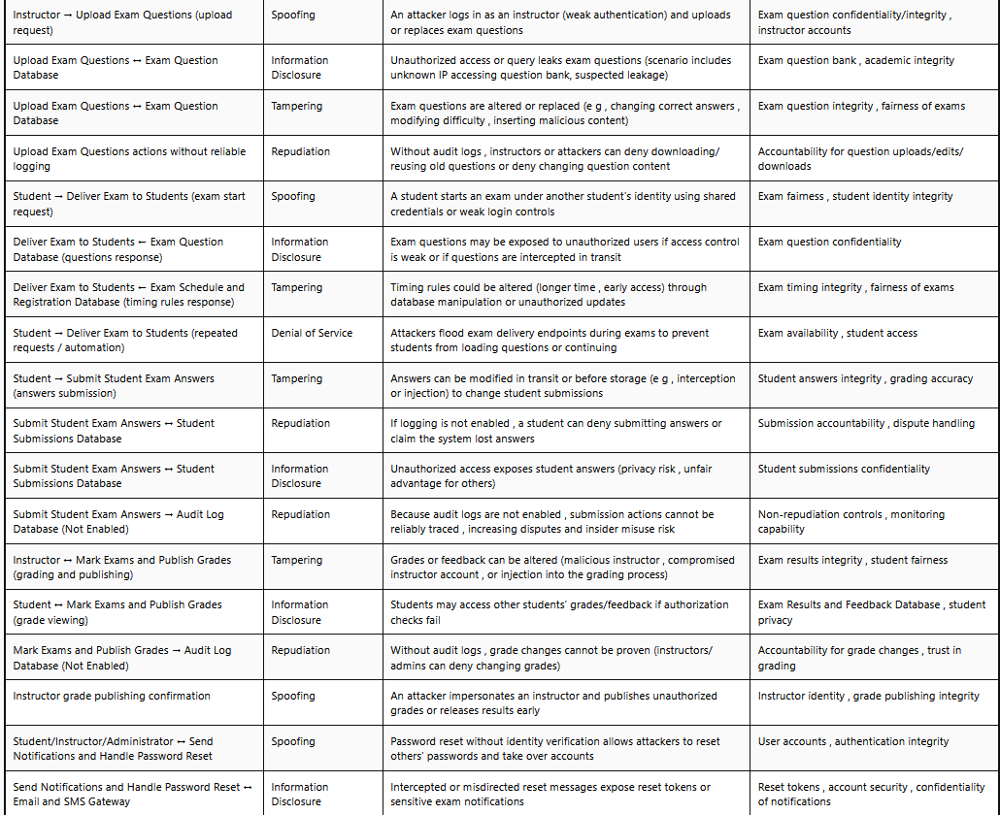 Instructor → Upload Exam Questions (upload
request)
Spoofing
An attacker logs in as an instructor (weak authentication) and uploads
or replaces exam questions
Exam question confidentiality/integrity ,
instructor accounts
Upload Exam Questions ↔ Exam Question
Database
Information
Disclosure
Unauthorized access or query leaks exam questions (scenario includes
unknown IP accessing question bank, suspected leakage)
Exam question bank , academic integrity
Upload Exam Questions ↔ Exam Question
Database
Tampering
Exam questions are altered or replaced (e g , changing correct answers ,
modifying difficulty , inserting malicious content)
Exam question integrity , fairness of exams
Upload Exam Questions actions without reliable
logging
Repudiation
Without audit logs , instructors or attackers can deny downloading/
reusing old questions or deny changing question content
Accountability for question uploads/edits/
downloads
Student → Deliver Exam to Students (exam start
request)
Spoofing
A student starts an exam under another student's identity using shared
credentials or weak login controls
Exam fairness , student identity integrity
Deliver Exam to Students ← Exam Question
Database (questions response)
Information
Disclosure
Exam questions may be exposed to unauthorized users if access control
is weak or if questions are intercepted in transit
Exam question confidentiality
Deliver Exam to Students ← Exam Schedule and
Registration Database (timing rules response)
Tampering
Timing rules could be altered (longer time , early access) through
database manipulation or unauthorized updates
Exam timing integrity , fairness of exams
Student → Deliver Exam to Students (repeated
requests / automation)
Denial of Service
Attackers flood exam delivery endpoints during exams to prevent
students from loading questions or continuing
Exam availability , student access
Student → Submit Student Exam Answers
(answers submission)
Tampering
Answers can be modified in transit or before storage (e g , interception
or injection) to change student submissions
Student answers integrity , grading accuracy
Submit Student Exam Answers ↔ Student
Submissions Database
Repudiation
If logging is not enabled , a student can deny submitting answers or
claim the system lost answers
Submission accountability , dispute handling
Submit Student Exam Answers ↔ Student
Submissions Database
Information
Disclosure
Unauthorized access exposes student answers (privacy risk , unfair
advantage for others)
Student submissions confidentiality
Submit Student Exam Answers → Audit Log
Database (Not Enabled)
Repudiation
Because audit logs are not enabled , submission actions cannot be
reliably traced , increasing disputes and insider misuse risk
Non-repudiation controls , monitoring
capability
Instructor ↔ Mark Exams and Publish Grades
(grading and publishing)
Tampering
Grades or feedback can be altered (malicious instructor , compromised
instructor account , or injection into the grading process)
Exam results integrity , student fairness
Student ↔ Mark Exams and Publish Grades
(grade viewing)
Information
Disclosure
Students may access other students' grades/feedback if authorization
checks fail
Exam Results and Feedback Database , student
privacy
Mark Exams and Publish Grades → Audit Log
Database (Not Enabled)
Repudiation
Without audit logs , grade changes cannot be proven (instructors/
admins can deny changing grades)
Accountability for grade changes , trust in
grading
Instructor grade publishing confirmation
Spoofing
An attacker impersonates an instructor and publishes unauthorized
grades or releases results early
Instructor identity , grade publishing integrity
Student/Instructor/Administrator ↔ Send
Notifications and Handle Password Reset
Spoofing
Password reset without identity verification allows attackers to reset
others' passwords and take over accounts
User accounts , authentication integrity
Send Notifications and Handle Password Reset ↔
Email and SMS Gateway
Information
Disclosure
Intercepted or misdirected reset messages expose reset tokens or
sensitive exam notifications
Reset tokens , account security , confidentiality
of notifications